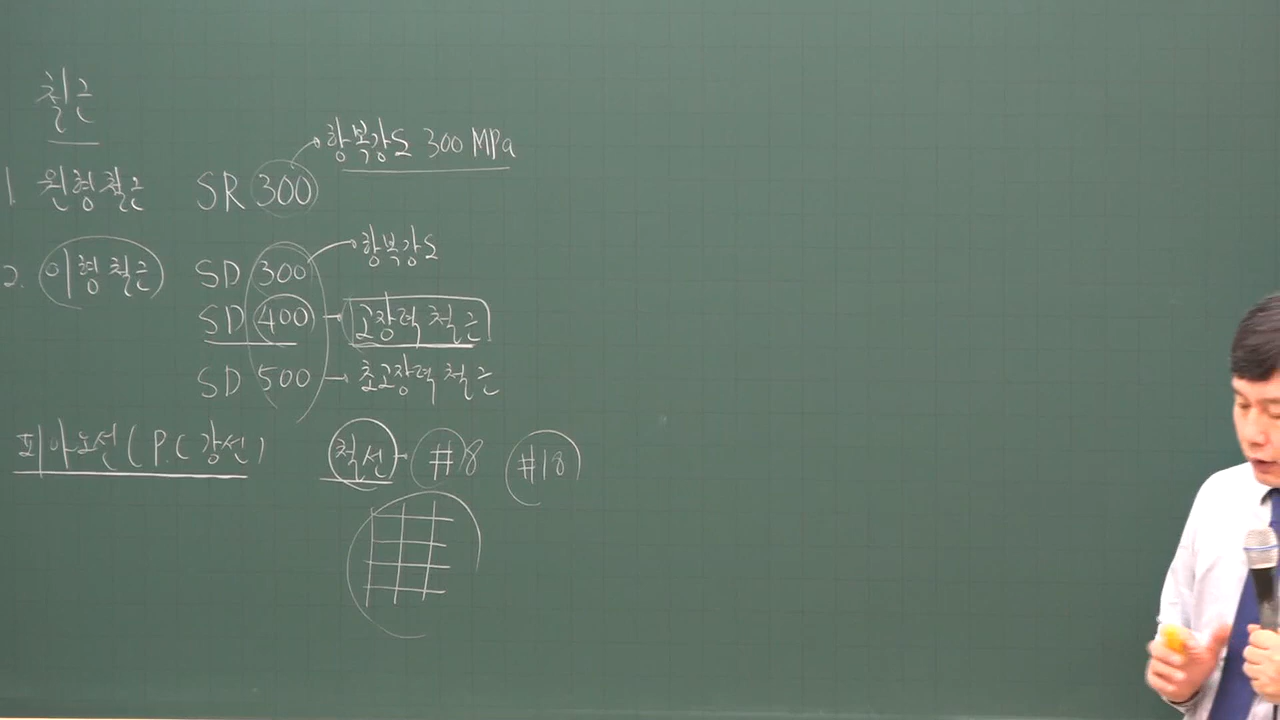 철근
항복강도 300 MPa
1. 원형철근 SR 300
항복강도
2. 이형철근 SD 300
SD 400 고장력철근
SD 500 초고장력철근
피아노선(P.C강선) 철선 #8 #18